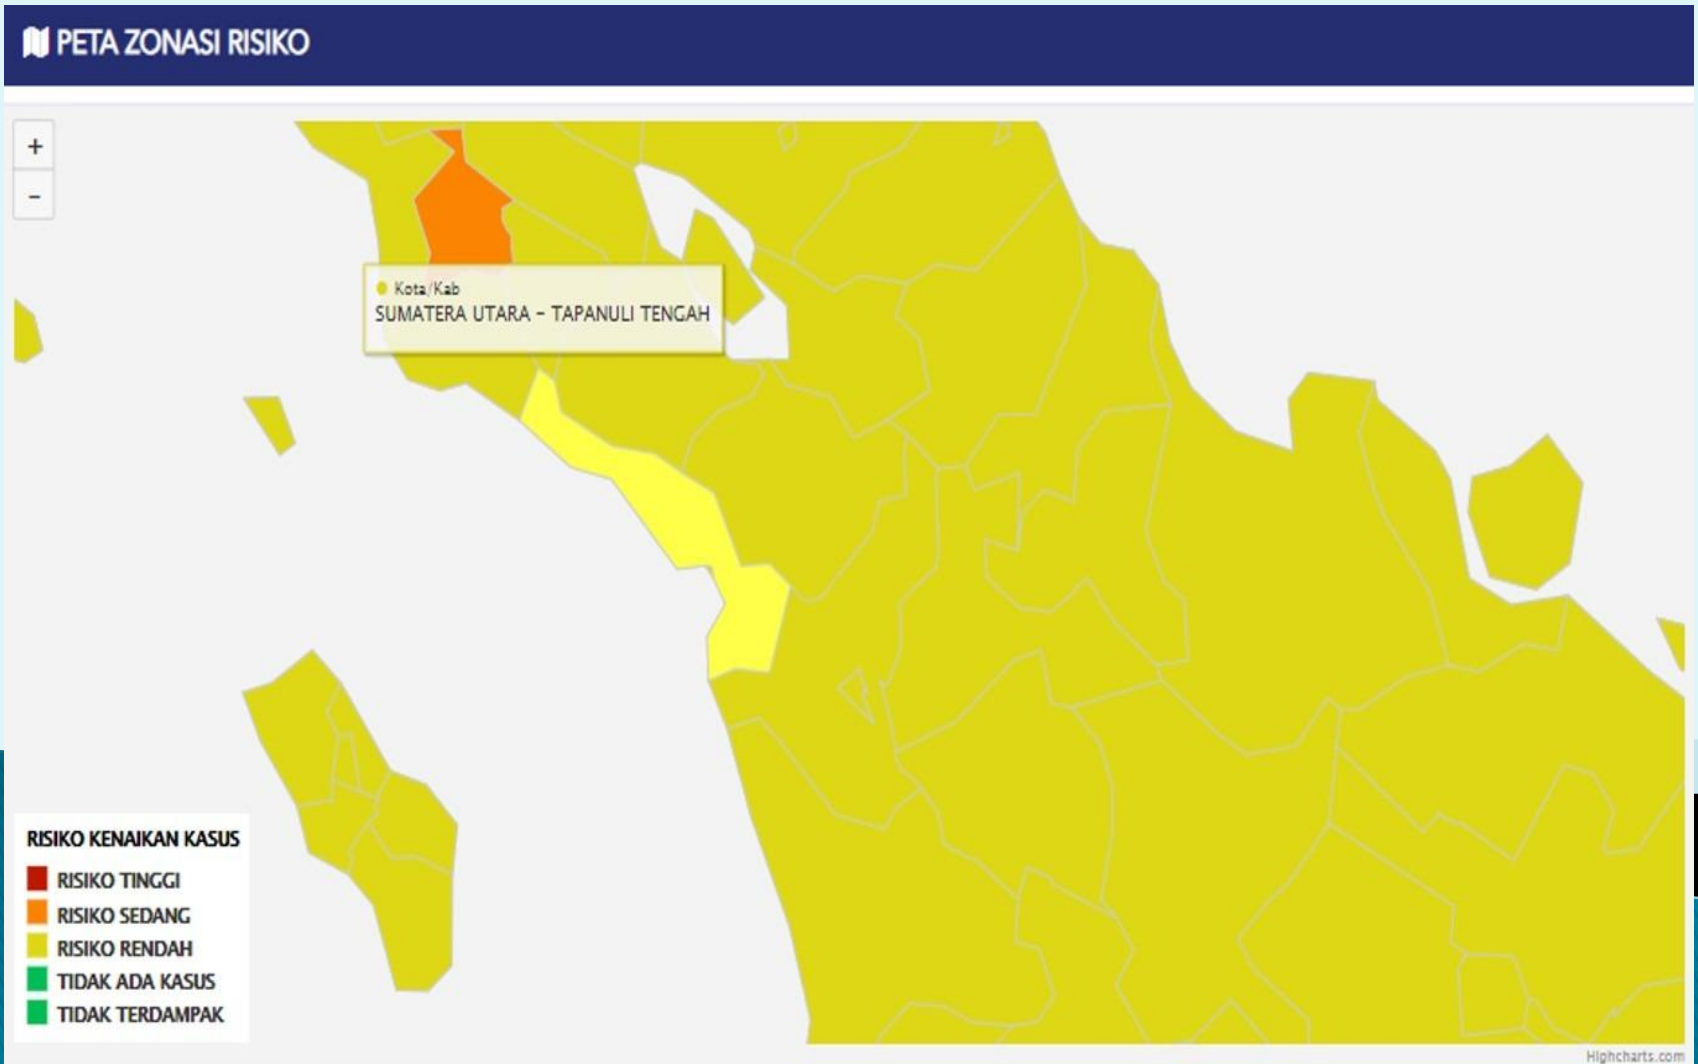 PETA ZONASI RISIKO
+
-
Kota/Kab
SUMATERA UTARA - TAPANULI TENGAH
RISIKO KENAIKAN KASUS
RISIKO TINGGI
RISIKO SEDANG
RISIKO RENDAH
TIDAK ADA KASUS
TIDAK TERDAMPAK
Highcharts.com